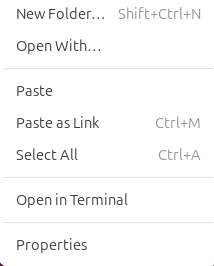 New Folder… Shift+Ctrl+N
Open With…
Paste
Paste as Link Ctrl+M
Select All Ctrl+A
Open in Terminal
Properties